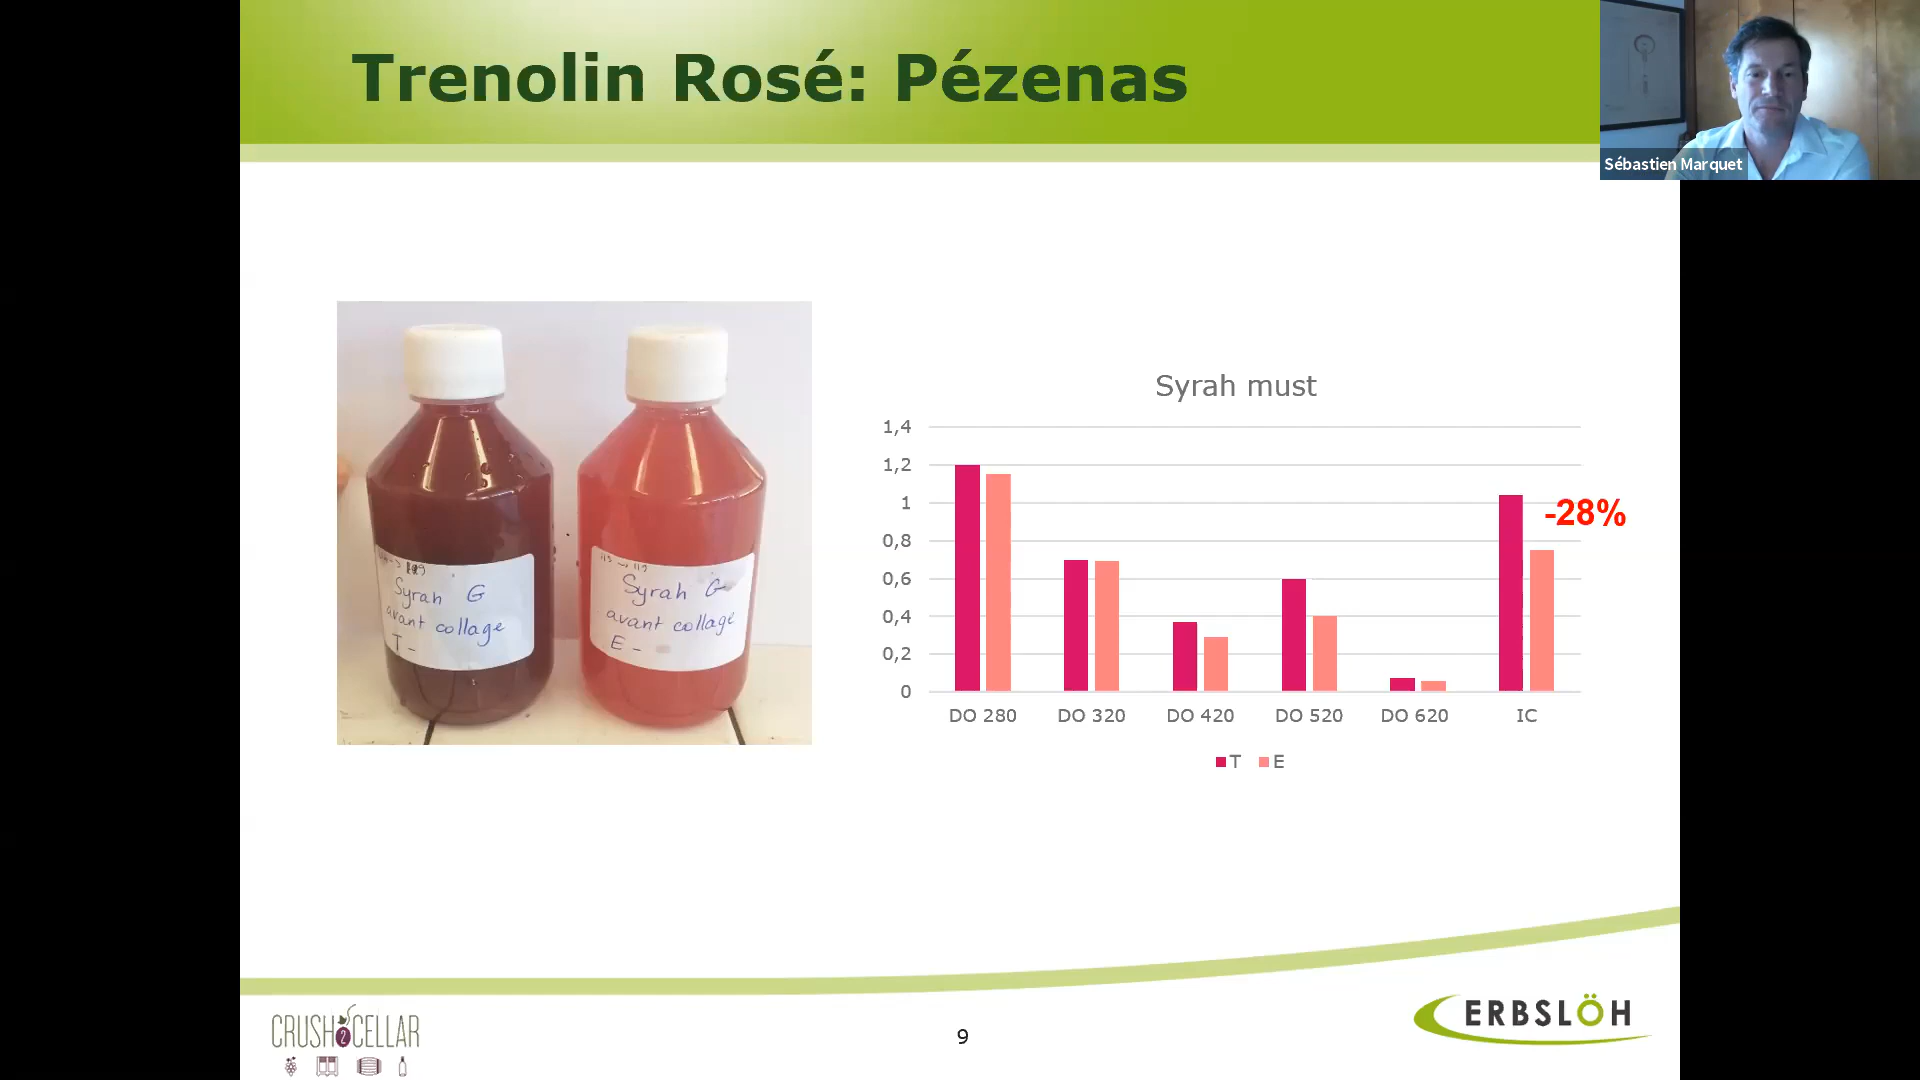 Trenolin Rosé: Pézenas
Sébastien Marquet
Syrah G
avant collage
T -
Syrah G
avant collage
E -
Syrah must
1,4
1,2
1
0,8
0,6
0,4
0,2
0
-28%
DO 280 DO 320 DO 420 DO 520 DO 620 IC
T E
CRUSH2CELLAR
9
ERBSLÖH